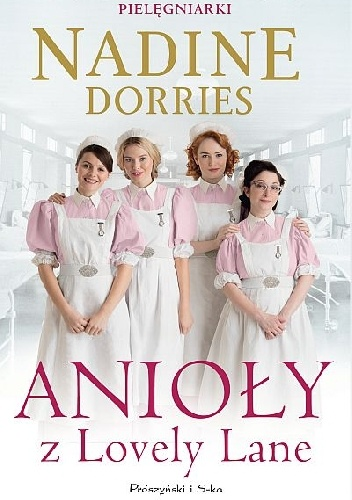 PIELĘGNIARKI
NADINE
DORRIES
ANIOŁY
z Lovely Lane
Prószyński i S-ka